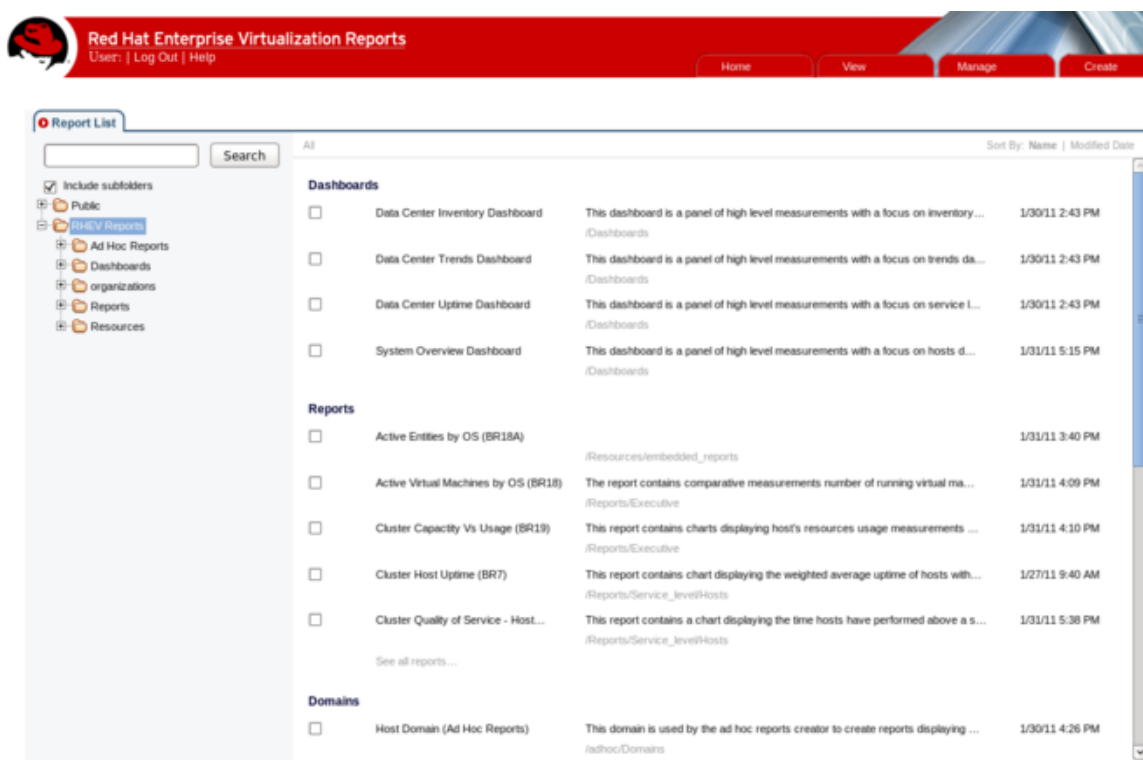 Red Hat Enterprise Virtualization Reports
User: | Log Out | Help
Home View Manage Create
Report List
Search
All
Sort By: Name | Modified Date
Include subfolders
Public
RHEV Reports
Ad Hoc Reports
Dashboards
organizations
Reports
Resources
Dashboards
Data Center Inventory Dashboard This dashboard is a panel of high level measurements with a focus on inventory... 1/30/11 2:43 PM
/Dashboards
Data Center Trends Dashboard This dashboard is a panel of high level measurements with a focus on trends da... 1/30/11 2:43 PM
/Dashboards
Data Center Uptime Dashboard This dashboard is a panel of high level measurements with a focus on service l... 1/30/11 2:43 PM
/Dashboards
System Overview Dashboard This dashboard is a panel of high level measurements with a focus on hosts d... 1/31/11 5:15 PM
/Dashboards
Reports
Active Entities by OS (BR18A) 1/31/11 3:40 PM
/Resources/embedded_reports
Active Virtual Machines by OS (BR18) The report contains comparative measurements number of running virtual ma... 1/31/11 4:09 PM
/Reports/Executive
Cluster Capactity Vs Usage (BR19) This report contains charts displaying host's resources usage measurements ... 1/31/11 4:10 PM
/Reports/Executive
Cluster Host Uptime (BR7) This report contains chart displaying the weighted average uptime of hosts with... 1/27/11 9:40 AM
/Reports/Service_level/Hosts
Cluster Quality of Service - Host... This report contains a chart displaying the time hosts have performed above a s... 1/31/11 5:38 PM
/Reports/Service_level/Hosts
See all reports...
Domains
Host Domain (Ad Hoc Reports) This domain is used by the ad hoc reports creator to create reports displaying ... 1/30/11 4:26 PM
/adhoc/Domains